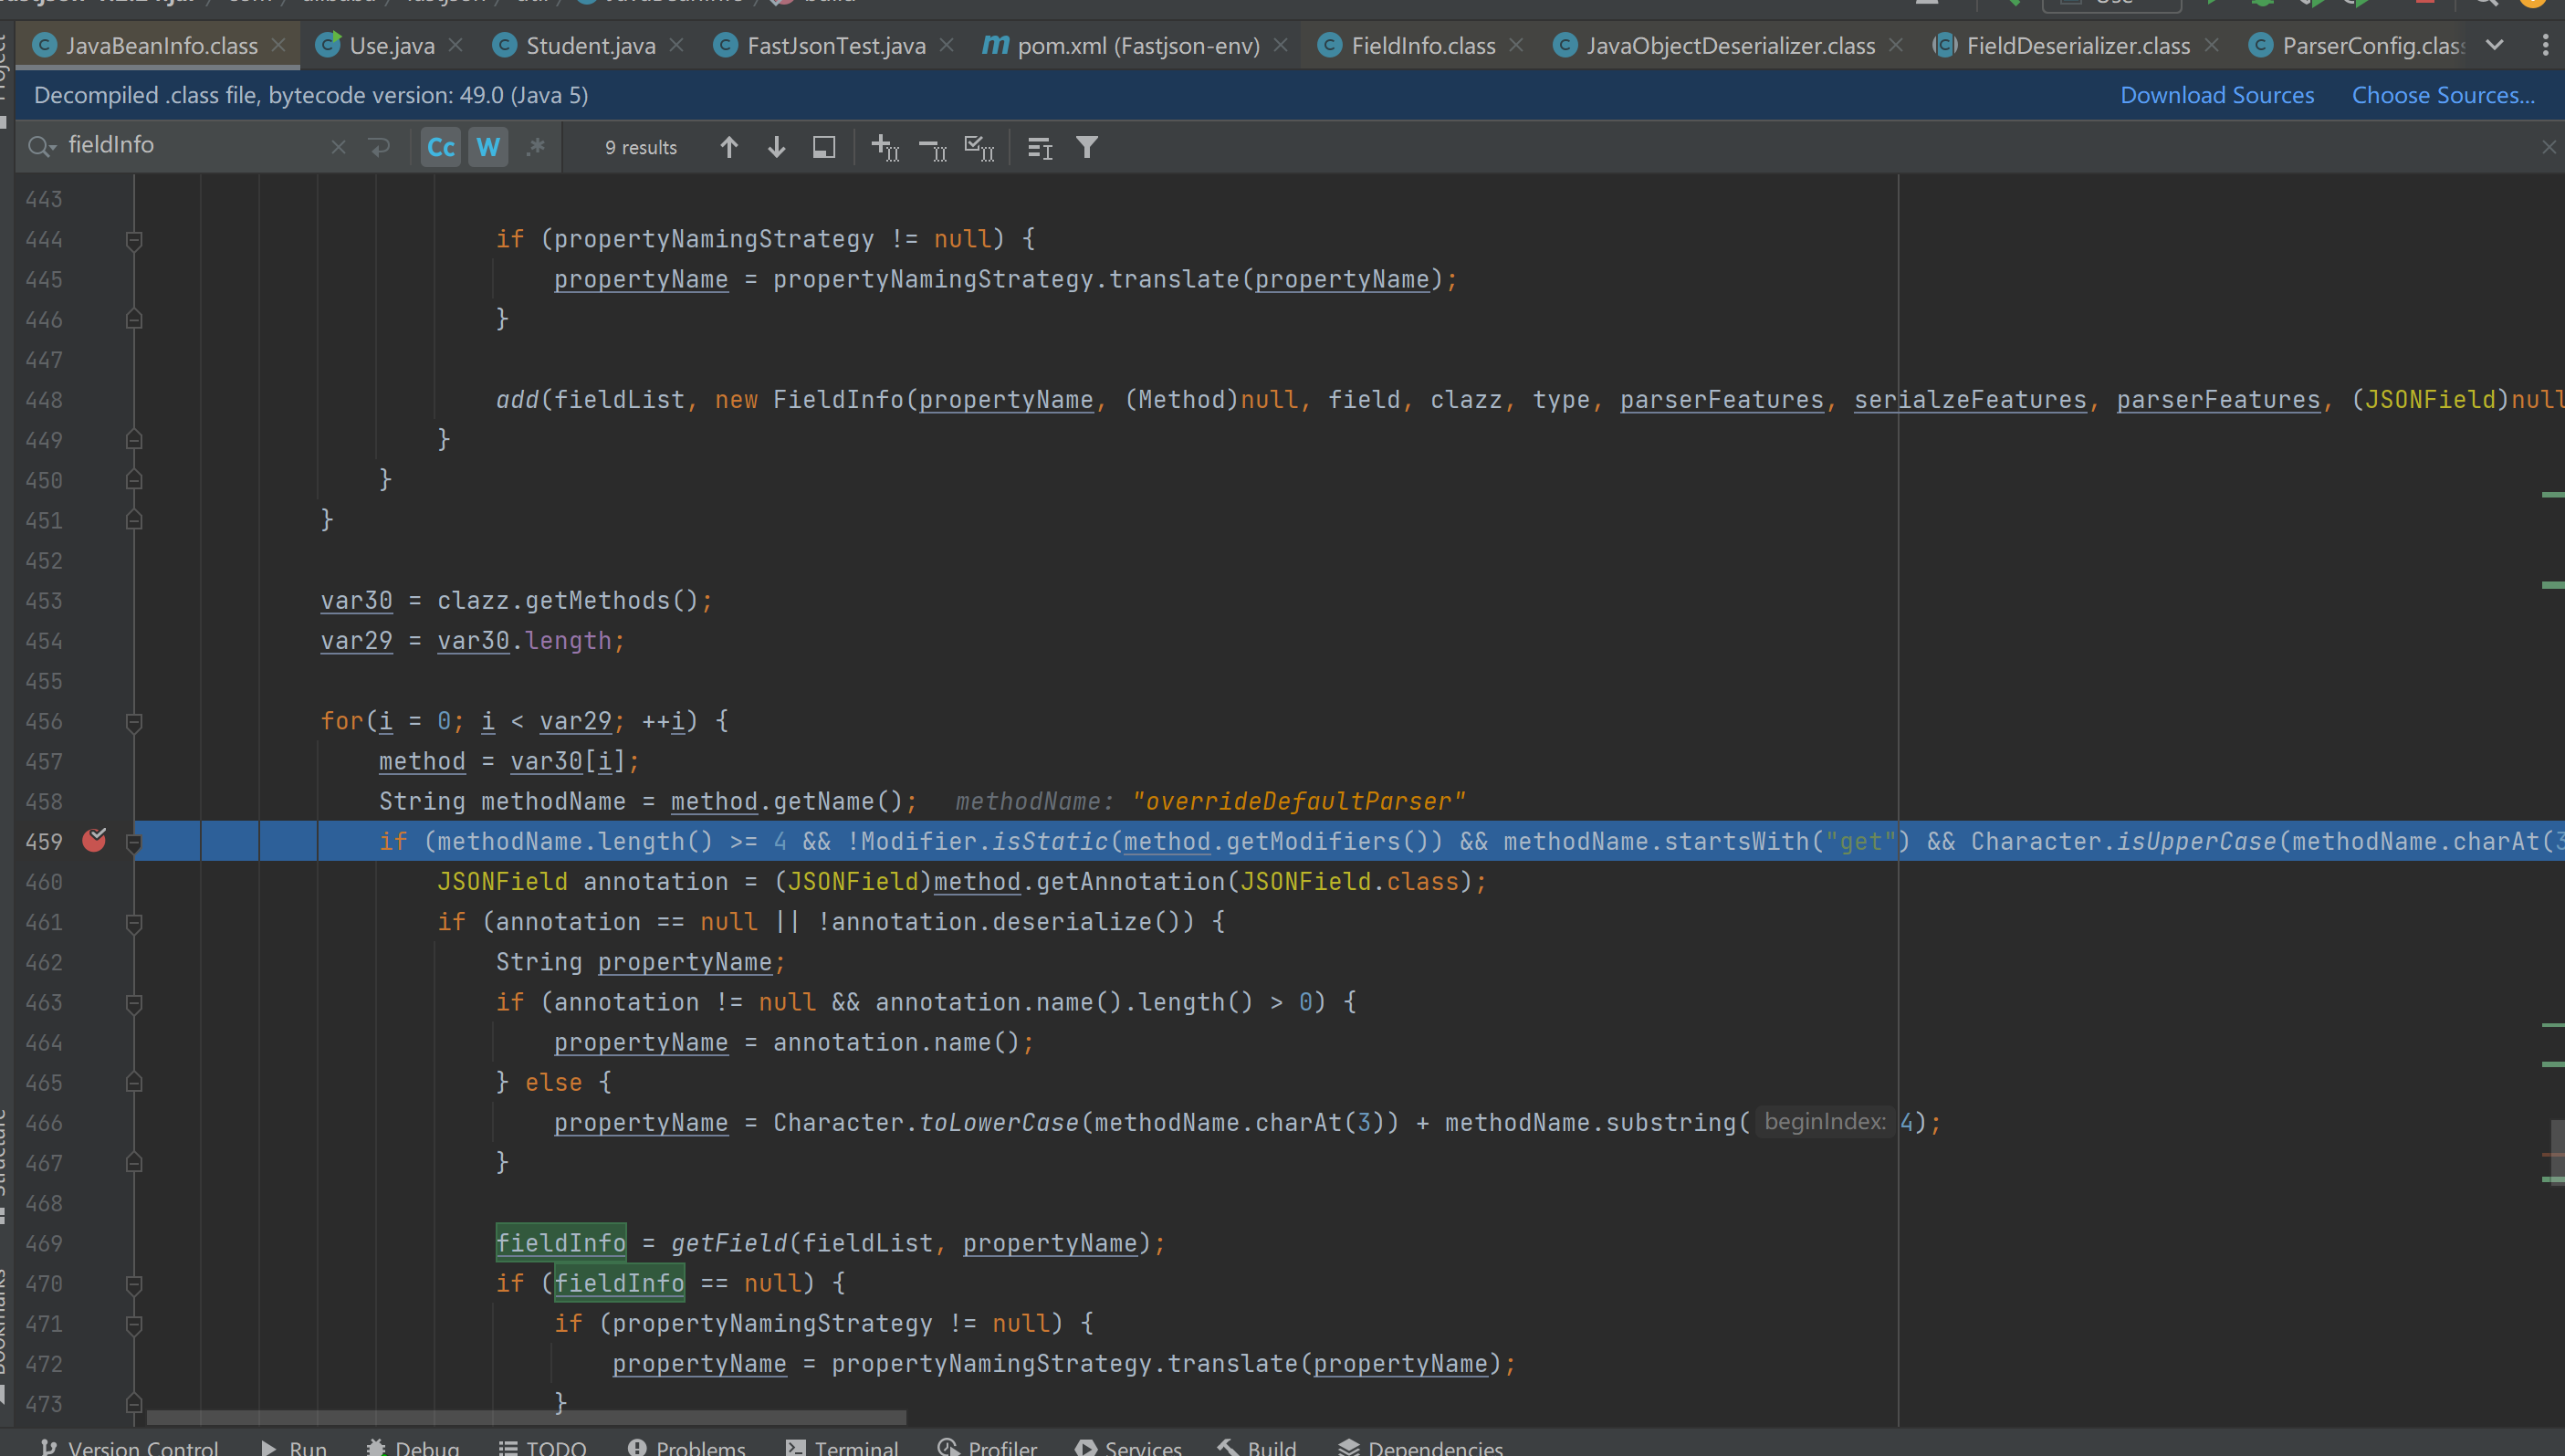 JavaBeanInfo.class Use.java Student.java FastJsonTest.java pom.xml (Fastjson-env) FieldInfo.class JavaObjectDeserializer.class FieldDeserializer.class ParserConfig.clas
Decompiled .class file, bytecode version: 49.0 (Java 5) Download Sources Choose Sources...
fieldInfo Cc W .* 9 results
443
444 if (propertyNamingStrategy != null) {
445 propertyName = propertyNamingStrategy.translate(propertyName);
446 }
447
448 add(fieldList, new FieldInfo(propertyName, (Method)null, field, clazz, type, parserFeatures, serialzeFeatures, parserFeatures, (JSONField)null
449 }
450 }
451 }
452
453 var30 = clazz.getMethods();
454 var29 = var30.length;
455
456 for(i = 0; i < var29; ++i) {
457 method = var30[i];
458 String methodName = method.getName(); methodName: "overrideDefaultParser"
459 if (methodName.length() >= 4 && !Modifier.isStatic(method.getModifiers()) && methodName.startsWith("get") && Character.isUpperCase(methodName.charAt(3
460 JSONField annotation = (JSONField)method.getAnnotation(JSONField.class);
461 if (annotation == null || !annotation.deserialize()) {
462 String propertyName;
463 if (annotation != null && annotation.name().length() > 0) {
464 propertyName = annotation.name();
465 } else {
466 propertyName = Character.toLowerCase(methodName.charAt(3)) + methodName.substring( beginIndex: 4);
467 }
468
469 fieldInfo = getField(fieldList, propertyName);
470 if (fieldInfo == null) {
471 if (propertyNamingStrategy != null) {
472 propertyName = propertyNamingStrategy.translate(propertyName);
473 }
Version Control Run Debug TODO Problems Terminal Profiler Services Build Dependencies